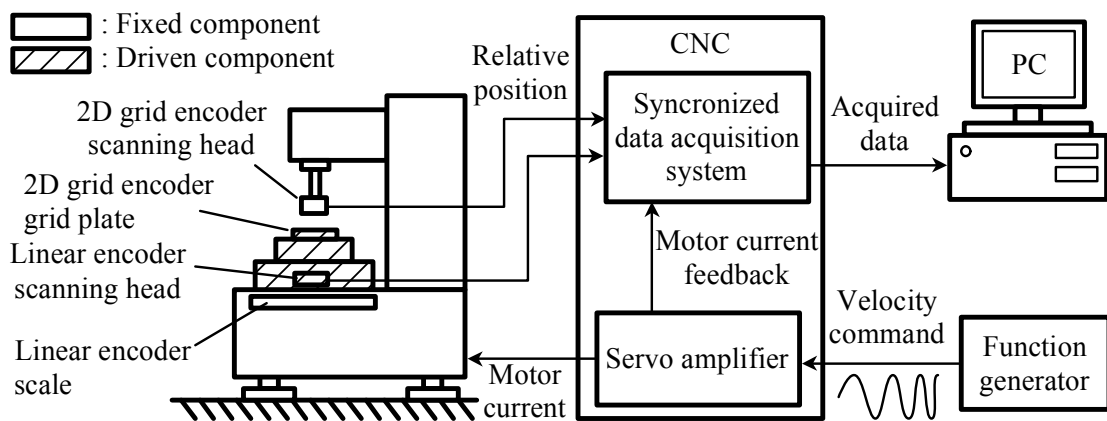 : Fixed component
: Driven component
2D grid encoder
scanning head
2D grid encoder
grid plate
Linear encoder
scanning head
Linear encoder
scale
Relative
position
Motor
current
CNC
Syncronized
data acquisition
system
Motor current
feedback
Servo amplifier
Acquired
data
PC
Velocity
command
Function
generator